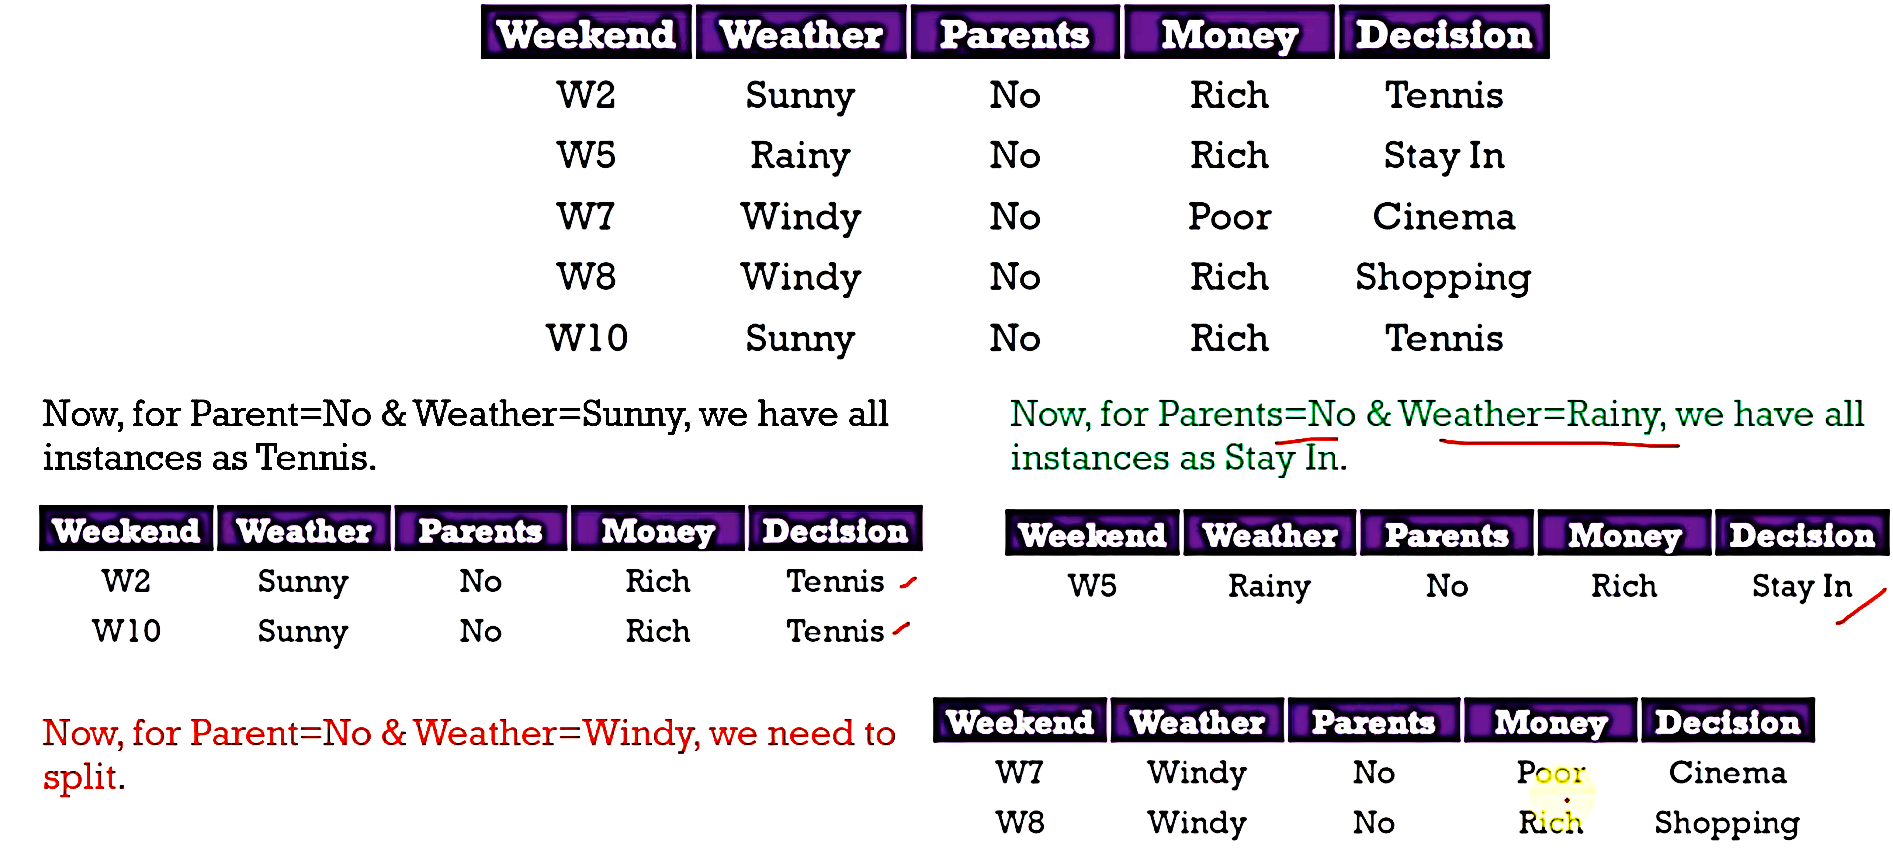 Weekend Weather Parents Money Decision
W2 Sunny No Rich Tennis
W5 Rainy No Rich Stay In
W7 Windy No Poor Cinema
W8 Windy No Rich Shopping
W10 Sunny No Rich Tennis
Now, for Parent=No & Weather=Sunny, we have all
instances as Tennis.
Weekend Weather Parents Money Decision
W2 Sunny No Rich Tennis
W10 Sunny No Rich Tennis
Now, for Parents=No & Weather=Rainy, we have all
instances as Stay In.
Weekend Weather Parents Money Decision
W5 Rainy No Rich Stay In
Now, for Parent=No & Weather=Windy, we need to
split.
Weekend Weather Parents Money Decision
W7 Windy No Poor Cinema
W8 Windy No Rich Shopping